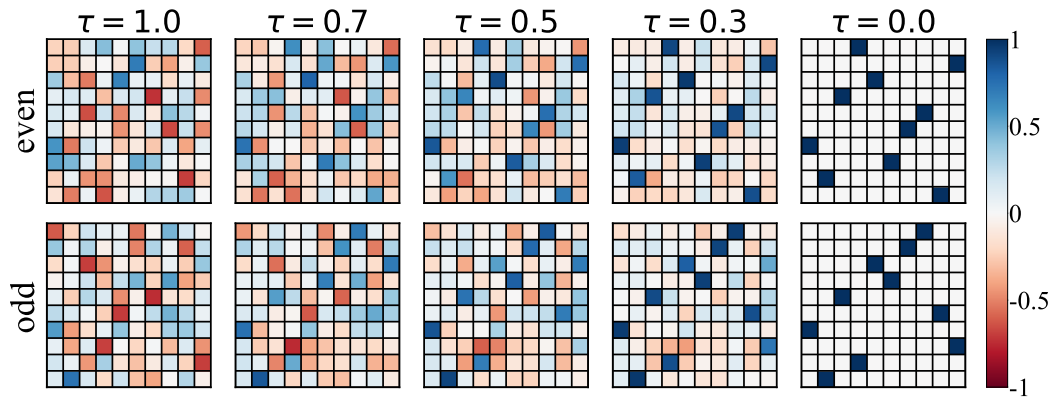 τ = 1.0 τ = 0.7 τ = 0.5 τ = 0.3 τ = 0.0
even
odd
1
0.5
0
-0.5
-1